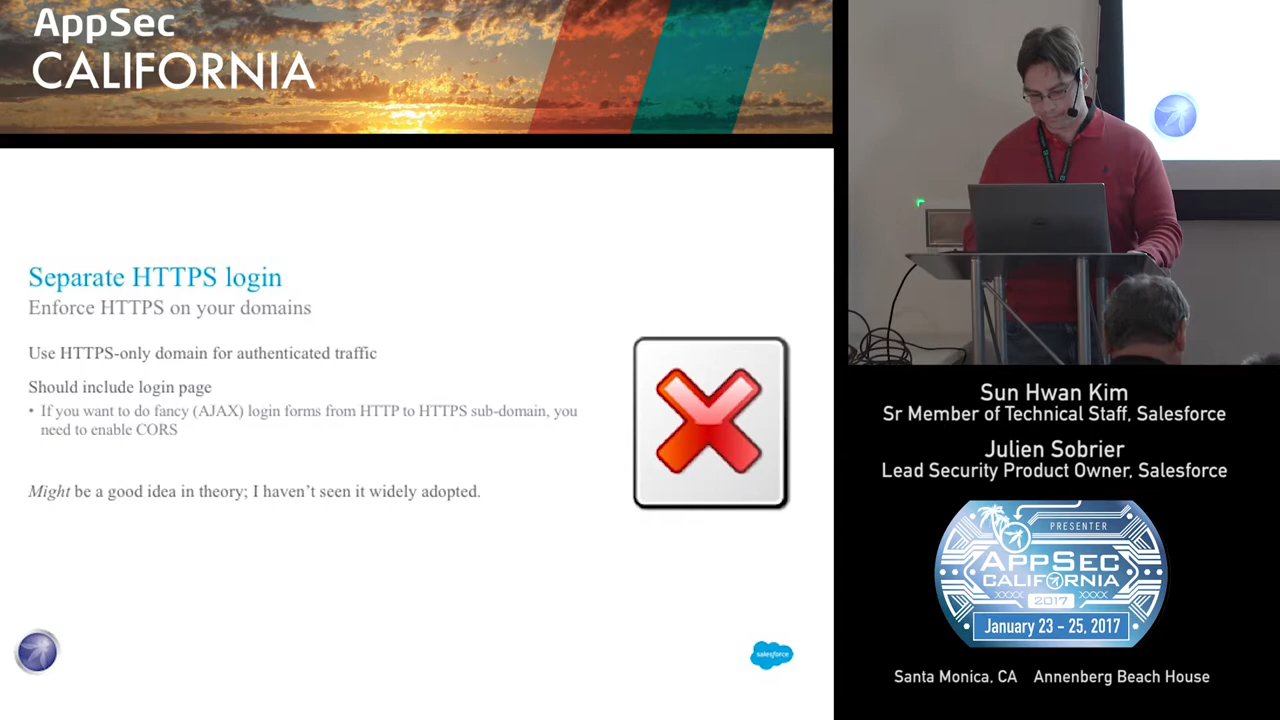 AppSec
CALIFORNIA
Separate HTTPS login
Enforce HTTPS on your domains
Use HTTPS-only domain for authenticated traffic
Should include login page
• If you want to do fancy (AJAX) login forms from HTTP to HTTPS sub-domain, you
need to enable CORS
Might be a good idea in theory; I haven't seen it widely adopted.
salesforce
Sun Hwan Kim
Sr Member of Technical Staff, Salesforce
Julien Sobrier
Lead Security Product Owner, Salesforce
PRESENTER
APPSEC
CALIFORNIA
XXXX 2017 XXXX
January 23 - 25, 2017
Santa Monica, CA Annenberg Beach House